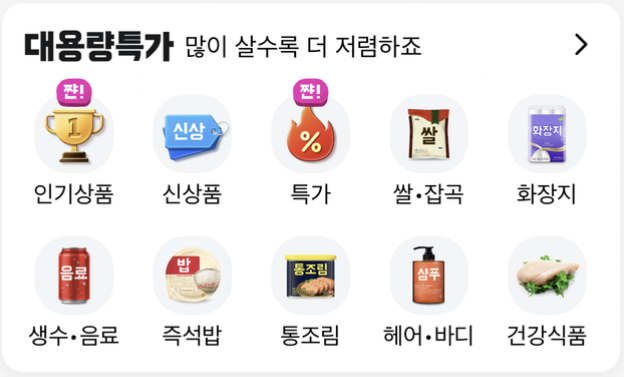 대용량특가 많이 살수록 더 저렴하죠
쨘! 쨘!
1 신상 % 쌀 화장지
인기상품 신상품 특가 쌀•잡곡 화장지
음료 밥 통조림 샴푸
생수•음료 즉석밥 통조림 헤어•바디 건강식품